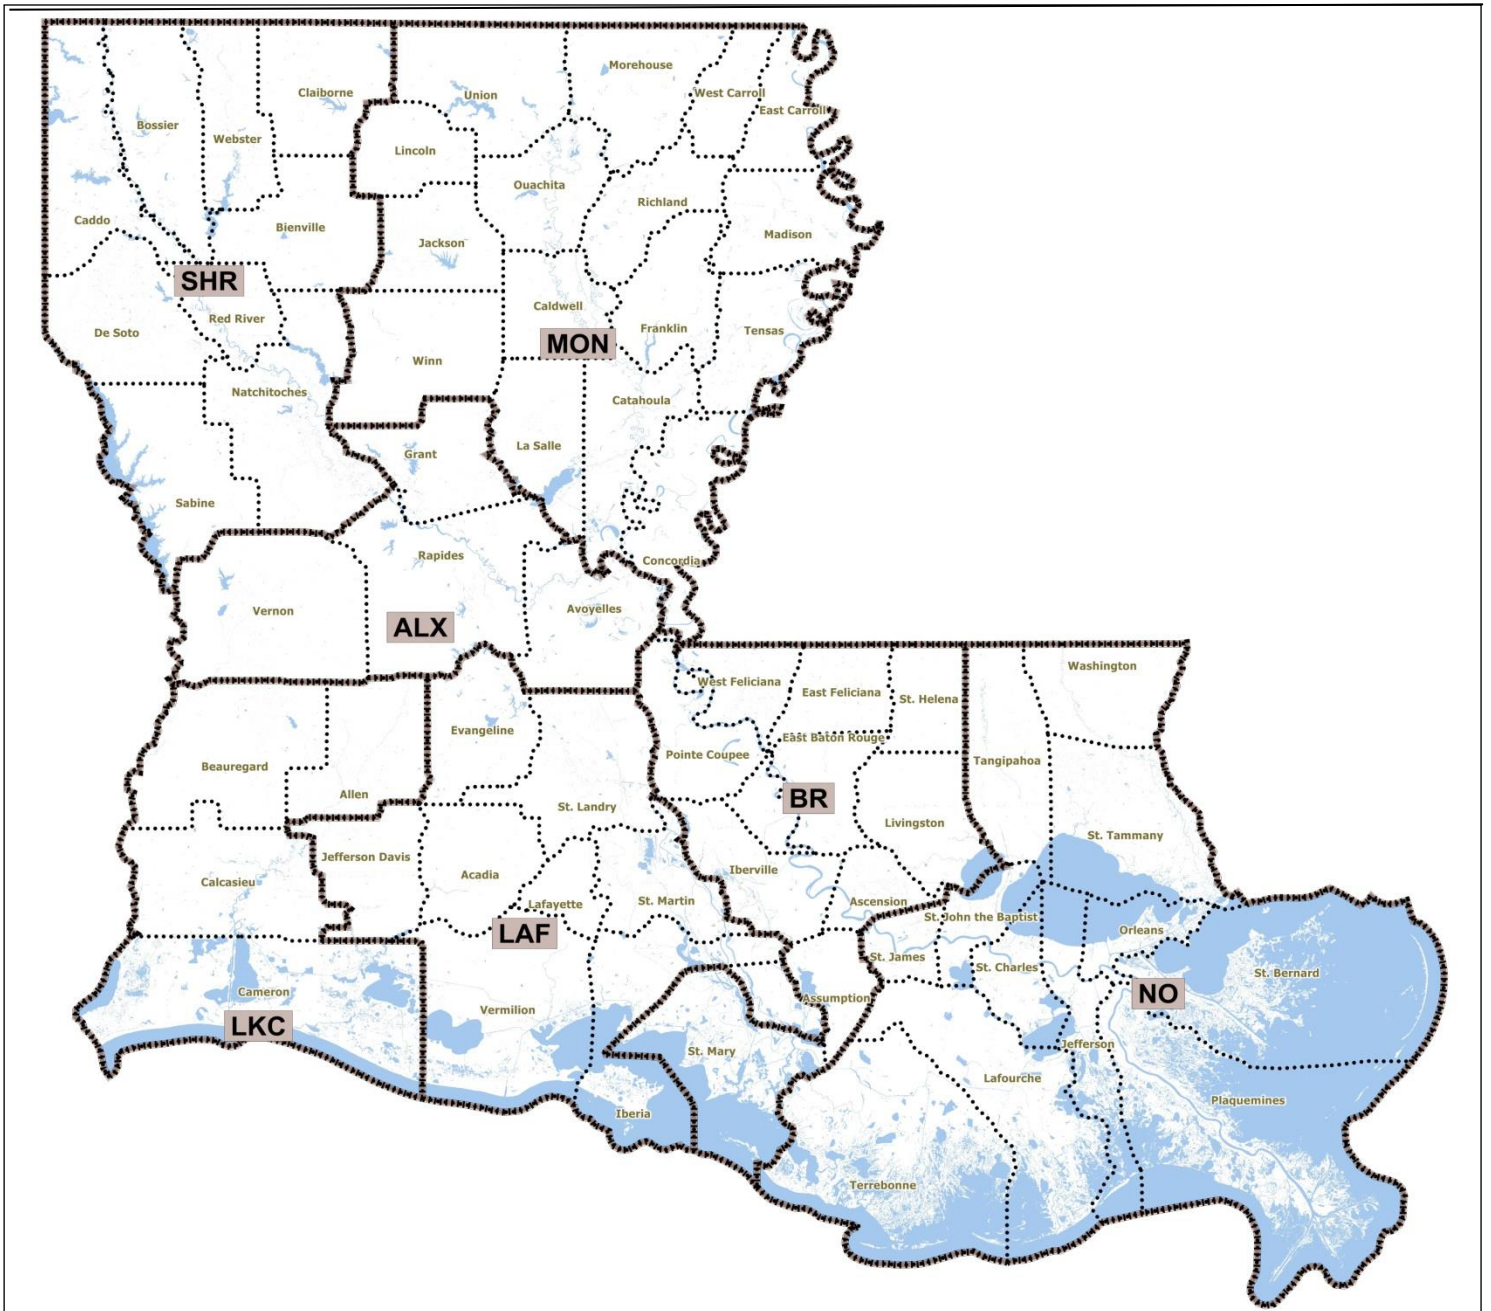 Morehouse
Claiborne
Union
West Carroll
East Carroll
Bossier
Webster
Lincoln
Ouachita
Richland
Caddo
Bienville
Madison
Jackson
SHR
Caldwell
Red River
De Soto
Franklin
Tensas
MON
Winn
Natchitoches
Catahoula
La Salle
Grant
Sabine
Rapides
Concordia
Vernon
Avoyelles
ALX
Washington
West Feliciana
East Feliciana
St. Helena
Evangeline
East Baton Rouge
Pointe Coupee
Tangipahoa
Beauregard
Allen
BR
St. Landry
Livingston
St. Tammany
Jefferson Davis
Iberville
Acadia
Calcasieu
Lafayette
St. Martin
Ascension
St. John the Baptist
LAF
Orleans
St. James
St. Charles
St. Bernard
Cameron
NO
Assumption
Vermilion
LKC
Jefferson
St. Mary
Lafourche
Plaquemines
Iberia
Terrebonne